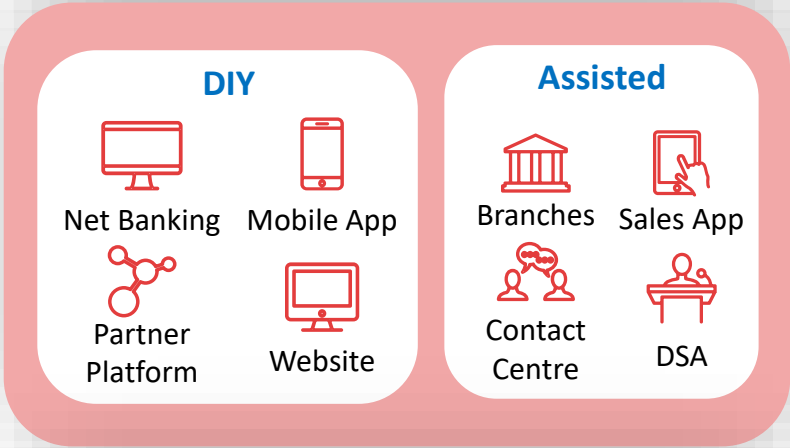 DIY
Net Banking
Mobile App
Partner
Platform
Website
Assisted
Branches
Sales App
Contact
Centre
DSA